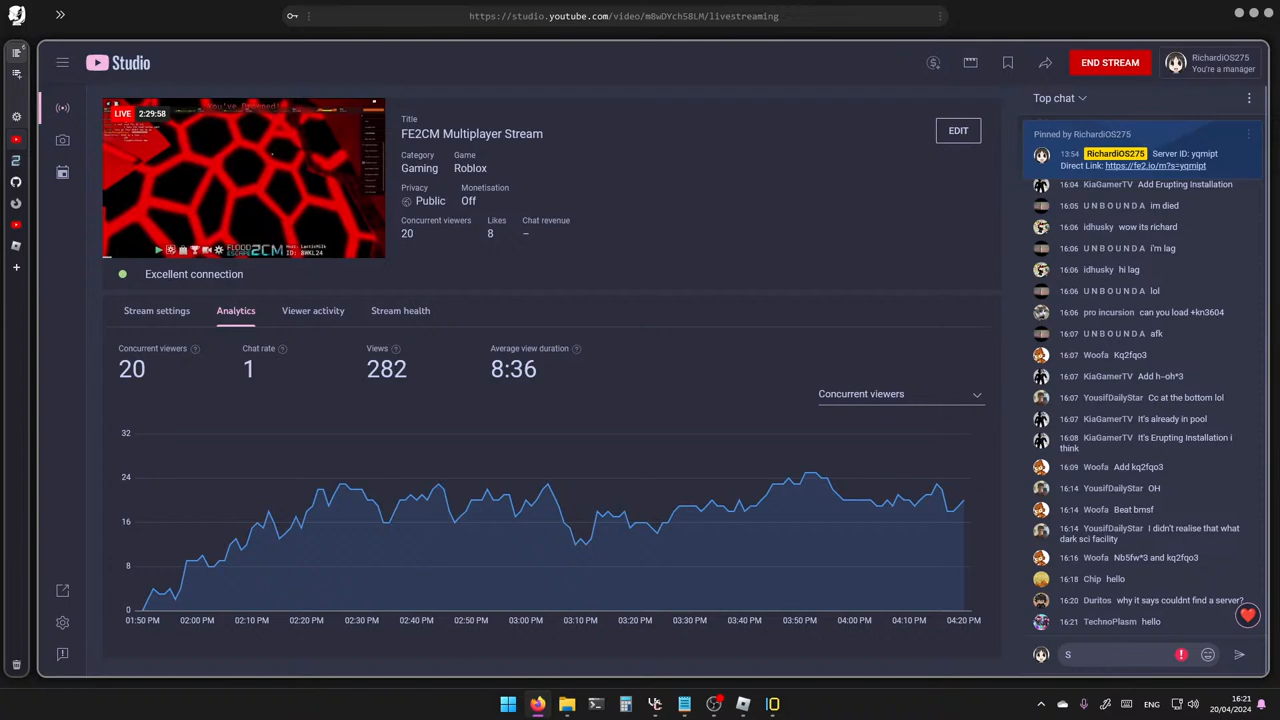 https://studio.youtube.com/video/m8wDYch58LM/livestreaming
Studio
END STREAM
RichardiOS275
You're a manager
You've Drowned!
LIVE 2:29:58
FLOOD ESCAPE 2CM
Host: LacticMilk
ID: BWKL24
Title
FE2CM Multiplayer Stream
EDIT
Category Game
Gaming Roblox
Privacy Monetisation
Public Off
Concurrent viewers Likes Chat revenue
20 8 –
Excellent connection
Stream settings Analytics Viewer activity Stream health
Concurrent viewers Chat rate Views Average view duration
20 1 282 8:36
Concurrent viewers
32
24
16
8
0
01:50 PM 02:00 PM 02:10 PM 02:20 PM 02:30 PM 02:40 PM 02:50 PM 03:00 PM 03:10 PM 03:20 PM 03:30 PM 03:40 PM 03:50 PM 04:00 PM 04:10 PM 04:20 PM
Top chat
Pinned by RichardiOS275
13:54 RichardiOS275 Server ID: yqmipt
Direct Link: https://fe2.io/m?s=yqmipt
KiaGamerTV Add Erupting Installation
16:05 U N B O U N D A im died
16:06 idhusky wow its richard
16:06 U N B O U N D A i'm lag
16:06 idhusky hi lag
16:06 U N B O U N D A lol
16:06 pro incursion can you load +kn3604
16:07 U N B O U N D A afk
16:07 Woofa Kq2fqo3
16:07 KiaGamerTV Add h--oh*3
16:07 YousifDailyStar Cc at the bottom lol
16:07 KiaGamerTV It's already in pool
16:08 KiaGamerTV It's Erupting Installation i
think
16:09 Woofa Add kq2fqo3
16:14 YousifDailyStar OH
16:14 Woofa Beat bmsf
16:14 YousifDailyStar I didn't realise that what
dark sci facility
16:16 Woofa Nb5fw*3 and kq2fqo3
16:18 Chip hello
16:20 Duritos why it says couldnt find a server?
16:21 TechnoPlasm hello
S
ENG
16:21
20/04/2024